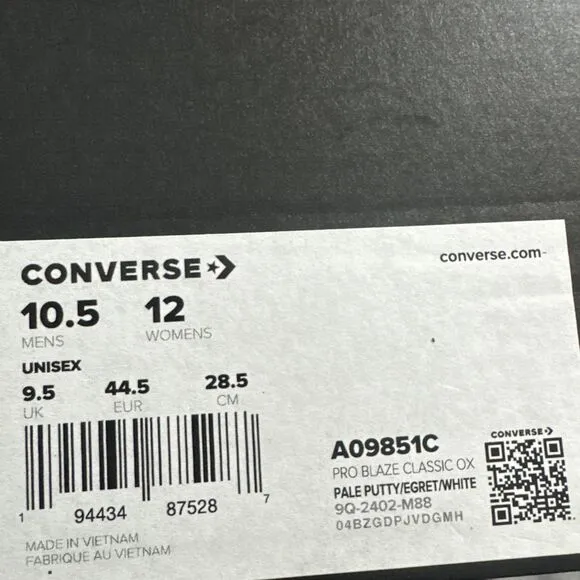 CONVERSE
converse.com
10.5 12
MENS WOMENS
UNISEX
9.5 44.5 28.5
UK EUR CM
1 94434 87528 7
MADE IN VIETNAM
FABRIQUE AU VIETNAM
A09851C
PRO BLAZE CLASSIC OX
PALE PUTTY/EGRET/WHITE
9Q-2402-M88
04BZGDPJVDGMH
CONVERSE